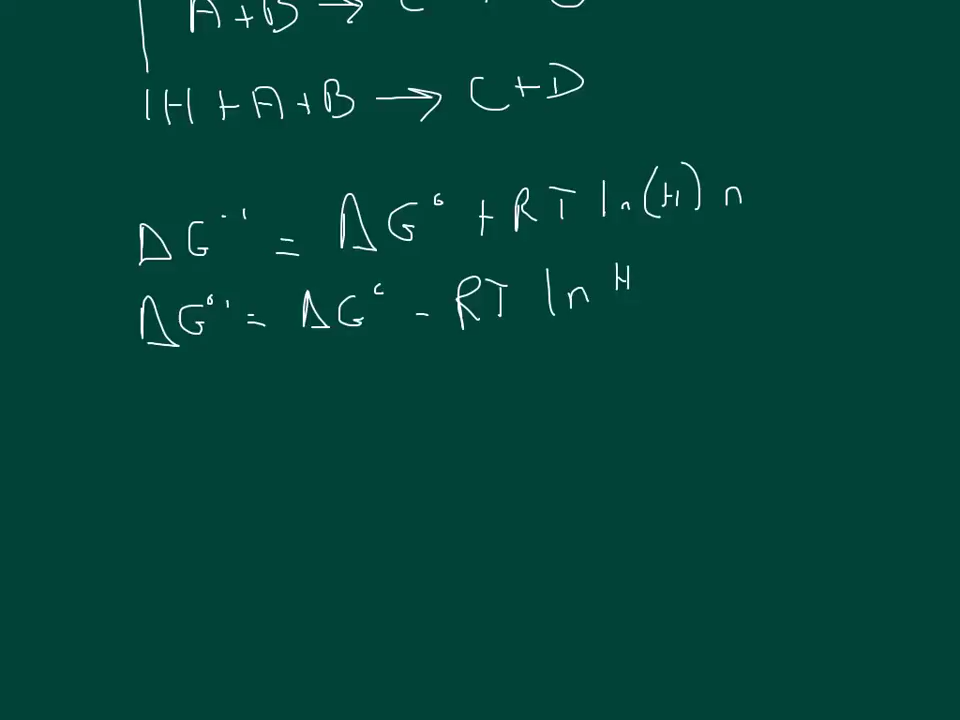 A+B →
1H + A+B → C+D
ΔG°' = ΔG° + RT ln(H) n
ΔG°' = ΔG° - RT ln H